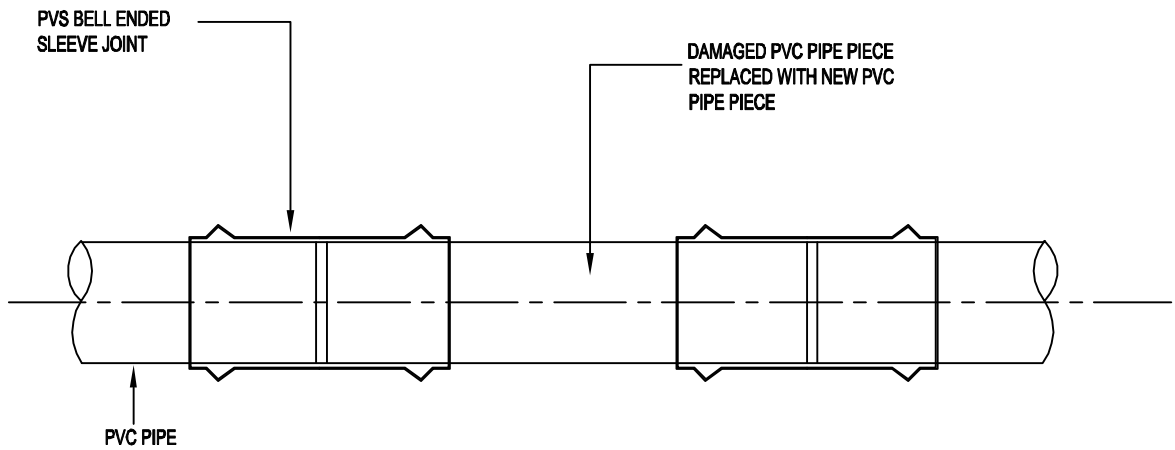 PVS BELL ENDED
SLEEVE JOINT
DAMAGED PVC PIPE PIECE
REPLACED WITH NEW PVC
PIPE PIECE
PVC PIPE